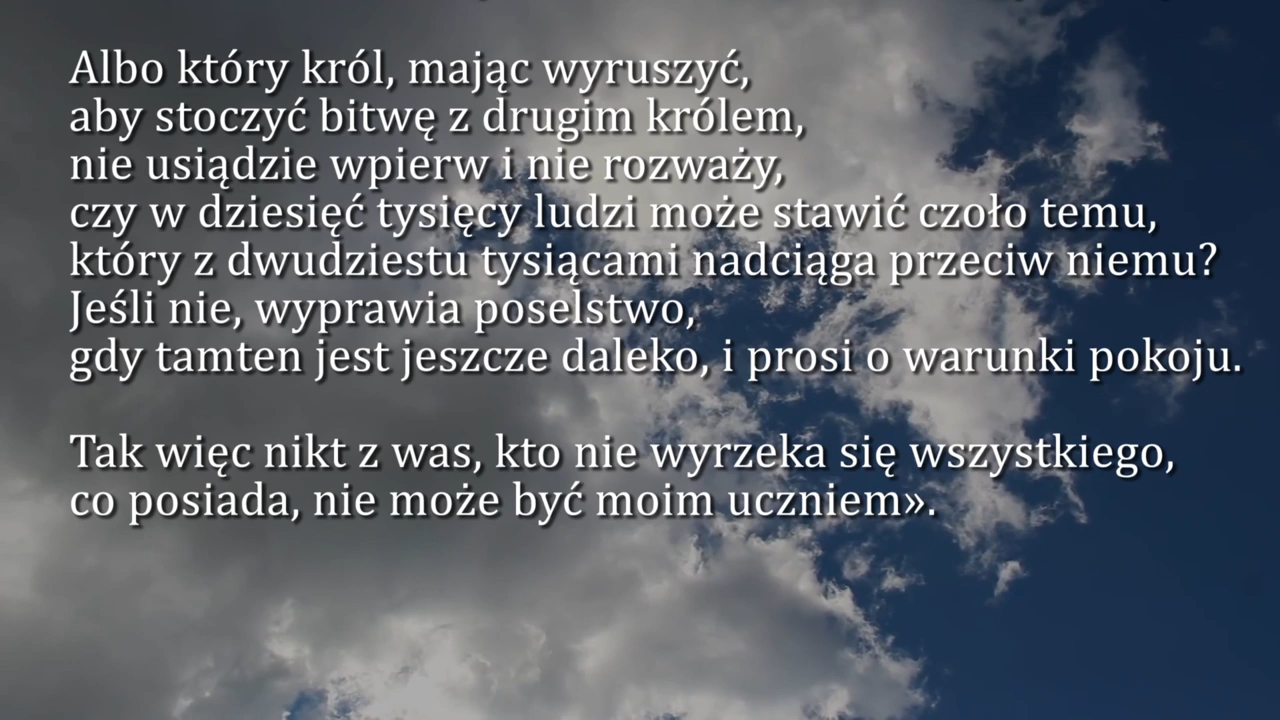 Albo który król, mając wyruszyć,
aby stoczyć bitwę z drugim królem,
nie usiądzie wpierw i nie rozważy,
czy w dziesięć tysięcy ludzi może stawić czoło temu,
który z dwudziestu tysiącami nadciąga przeciw niemu?
Jeśli nie, wyprawia poselstwo,
gdy tamten jest jeszcze daleko, i prosi o warunki pokoju.
Tak więc nikt z was, kto nie wyrzeka się wszystkiego,
co posiada, nie może być moim uczniem».